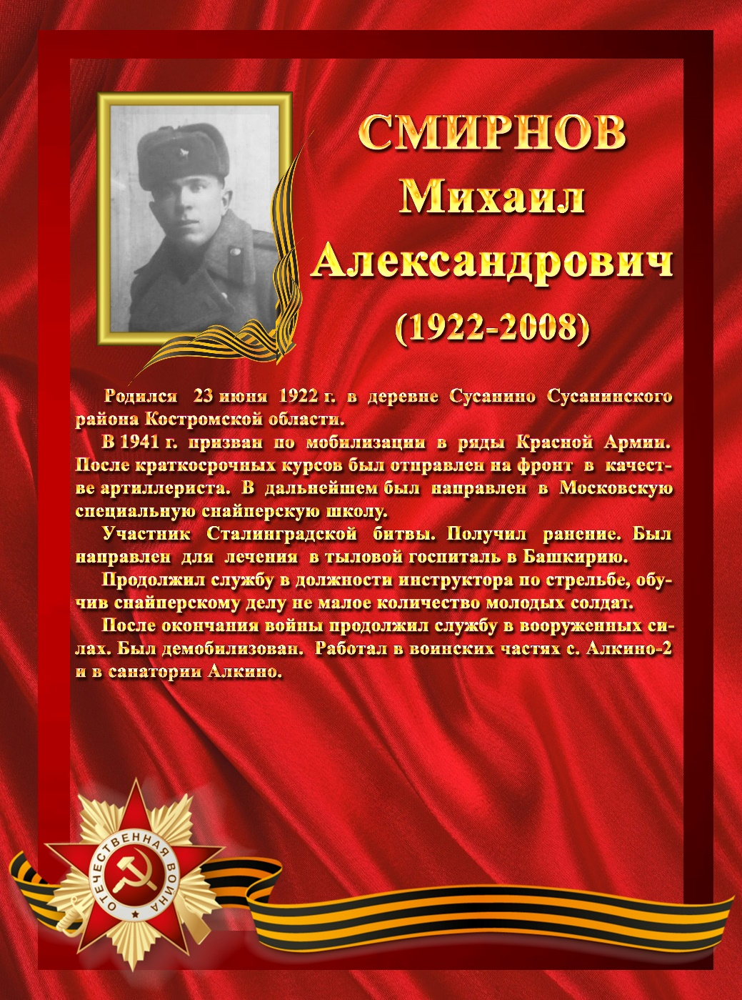 СМИРНОВ
Михаил
Александрович
(1922-2008)
Родился 23 июня 1922 г. в деревне Сусанино Сусанинского
района Костромской области.
В 1941 г. призван по мобилизации в ряды Красной Армии.
После краткосрочных курсов был отправлен на фронт в качест-
ве артиллериста. В дальнейшем был направлен в Московскую
специальную снайперскую школу.
Участник Сталинградской битвы. Получил ранение. Был
направлен для лечения в тыловой госпиталь в Башкирию.
Продолжил службу в должности инструктора по стрельбе, обу-
чив снайперскому делу не малое количество молодых солдат.
После окончания войны продолжил службу в вооруженных си-
лах. Был демобилизован. Работал в воинских частях с. Алкино-2
и в санатории Алкино.
ОТЕЧЕСТВЕННАЯ ВОЙНА